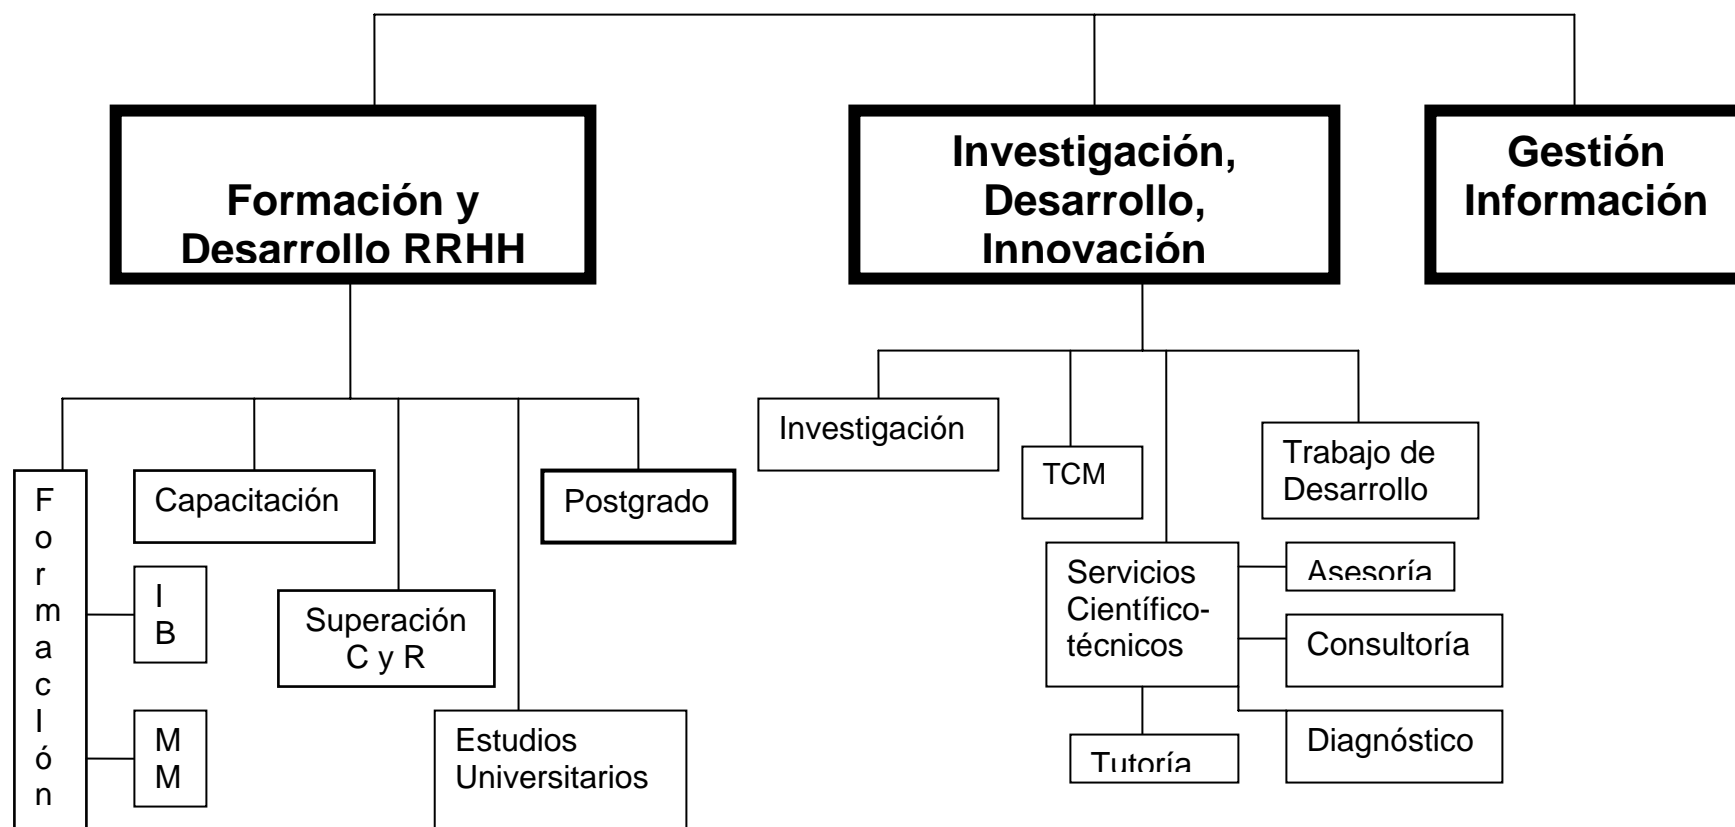 Formación y
Desarrollo RRHH
Investigación,
Desarrollo,
Innovación
Gestión
Información
Investigación
TCM
Trabajo de
Desarrollo
F
o
r
m
a
c
I
ó
n
Capacitación
Postgrado
I
B
Superación
C y R
M
M
Estudios
Universitarios
Servicios
Científico-
técnicos
Asesoría
Consultoría
Diagnóstico
Tutoría